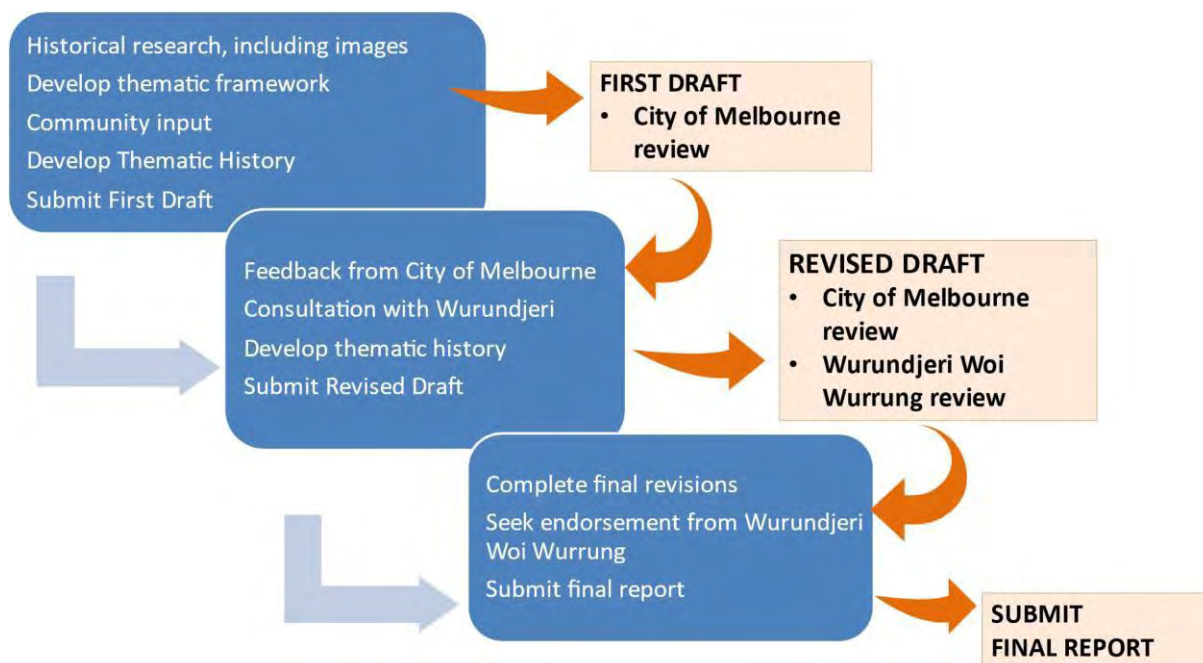 Historical research, including images
Develop thematic framework
Community input
Develop Thematic History
Submit First Draft
FIRST DRAFT
• City of Melbourne
review
Feedback from City of Melbourne
Consultation with Wurundjeri
Develop thematic history
Submit Revised Draft
REVISED DRAFT
• City of Melbourne
review
• Wurundjeri Woi
Wurrung review
Complete final revisions
Seek endorsement from Wurundjeri
Woi Wurrung
Submit final report
SUBMIT
FINAL REPORT